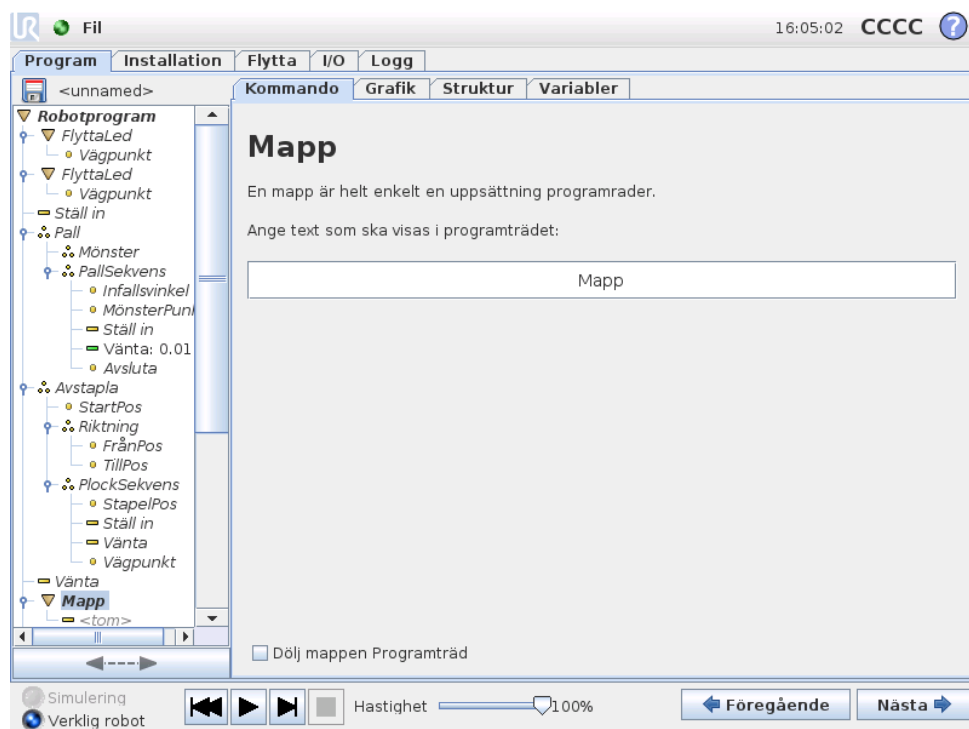 UR Fil 16:05:02 CCCC ?
Program Installation Flytta I/O Logg
<unnamed>
Kommando Grafik Struktur Variabler
Robotprogram
FlyttaLed
Vägpunkt
FlyttaLed
Vägpunkt
Ställ in
Pall
Mönster
PallSekvens
Infallsvinkel
MönsterPun
Ställ in
Vänta: 0.01
Avsluta
Avstapla
StartPos
Riktning
FrånPos
TillPos
PlockSekvens
StapelPos
Ställ in
Vänta
Vägpunkt
Vänta
Mapp
<tom>
Mapp
En mapp är helt enkelt en uppsättning programrader.
Ange text som ska visas i programträdet:
Mapp
Dölj mappen Programträd
Simulering
Verklig robot
Hastighet 100%
Föregående Nästa